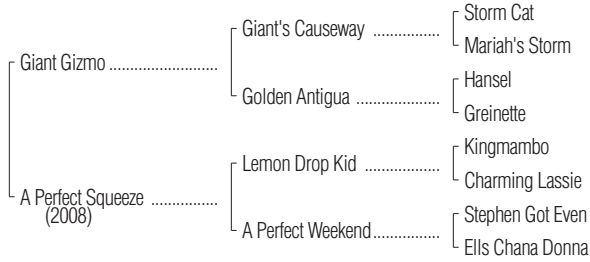 Storm Cat
Giant's Causeway ................
Mariah's Storm
Giant Gizmo ..........................
Hansel
Golden Antigua ....................
Greinette
Kingmambo
Lemon Drop Kid ..................
Charming Lassie
A Perfect Squeeze ................
(2008)
Stephen Got Even
A Perfect Weekend................
Ells Chana Donna